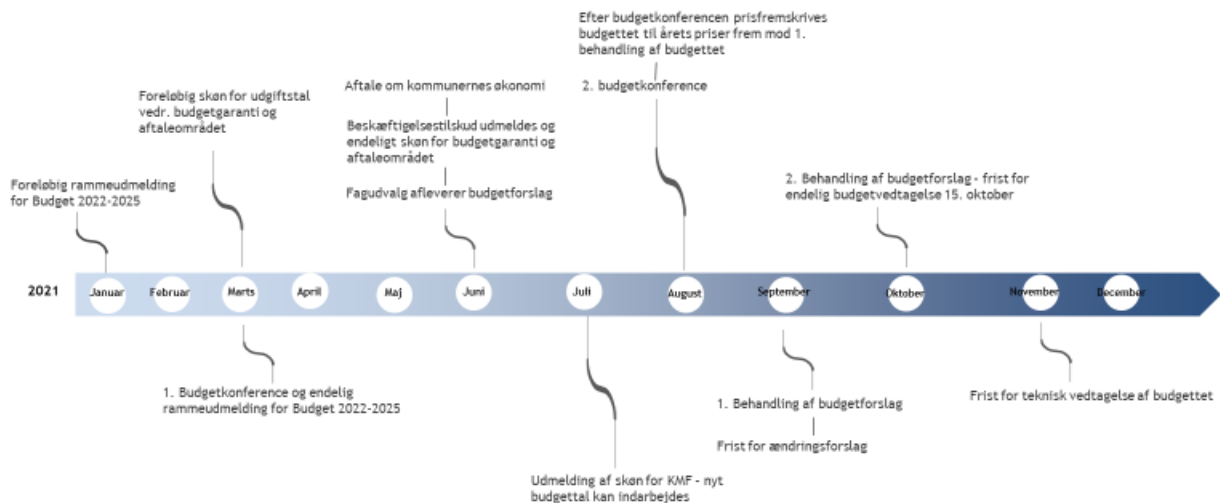 Efter budgetkonferencen prisfremskrives
budgettet til årets priser frem mod 1.
behandling af budgettet
2. budgetkonference
Aftale om kommunernes økonomi
Beskæftigelsestilskud udmeldes og
endeligt skøn for budgetgaranti og
aftaleområdet
Fagudvalg afleverer budgetforslag
Foreløbig skøn for udgiftstal
vedr. budgetgaranti og
aftaleområdet
Foreløbig rammeudmelding
for Budget 2022-2025
2. Behandling af budgetforslag - frist for
endelig budgetvedtagelse 15. oktober
2021
Januar
Februar
Marts
April
Maj
Juni
Juli
August
September
Oktober
November
December
1. Budgetkonference og endelig
rammeudmelding for Budget 2022-2025
1. Behandling af budgetforslag
Frist for ændringsforslag
Frist for teknisk vedtagelse af budgettet
Udmelding af skøn for KMF - nyt
budgettal kan indarbejdes